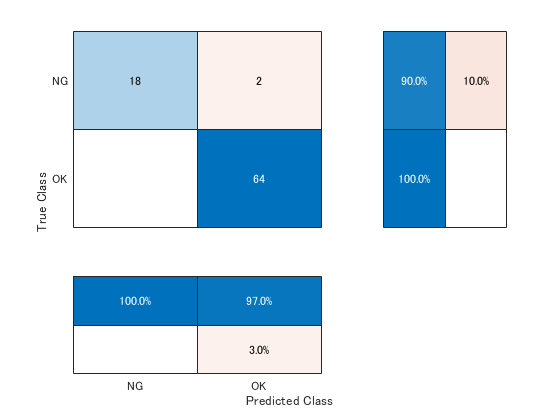 NG 18 2 90.0% 10.0%
OK 64 100.0%
True Class
100.0% 97.0%
3.0%
NG OK
Predicted Class